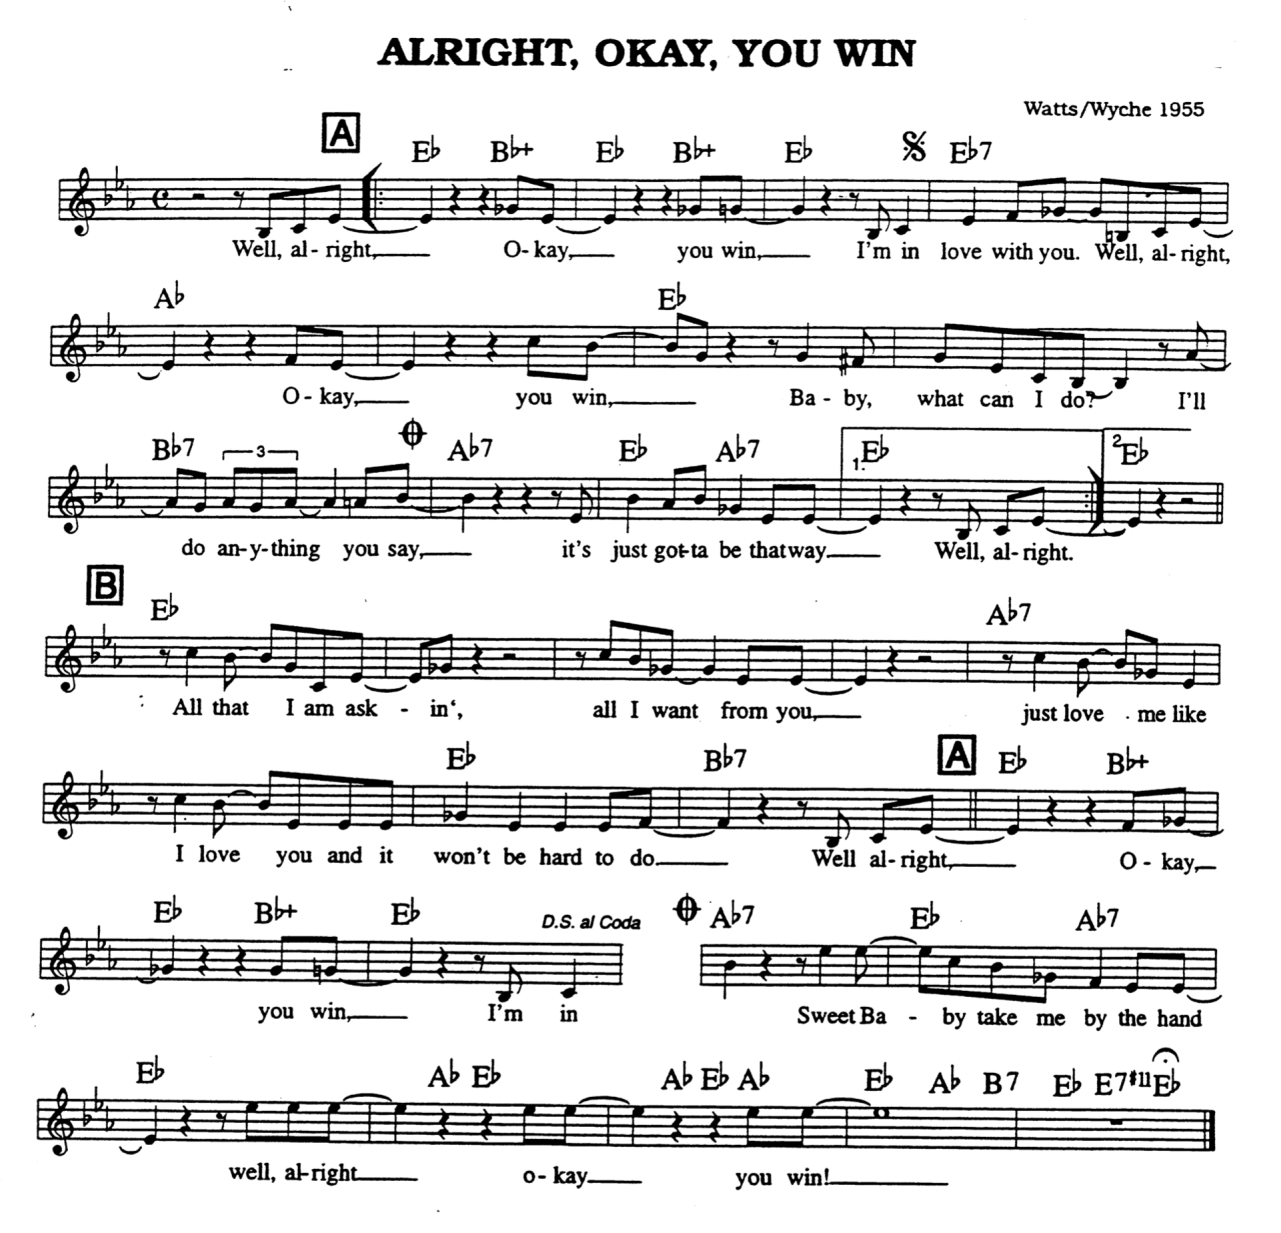 ALRIGHT, OKAY, YOU WIN
Watts/Wyche 1955
A
E♭ B♭+ E♭ B♭+ E♭ E♭7
Well, al- right, O- kay, you win, I'm in love with you. Well, al- right,
A♭ E♭
O - kay, you win, Ba - by, what can I do? I'll
B♭7 3 A♭7 E♭ A♭7 1. E♭ 2 E♭
do an-y-thing you say, it's just got-ta be that way. Well, al- right.
B
E♭ A♭7
All that I am ask - in‘, all I want from you, just love me like
E♭ B♭7 A E♭ B♭+
I love you and it won't be hard to do. Well al- right, O - kay,
E♭ B♭+ E♭ D.S. al Coda A♭7 E♭ A♭7
you win, I'm in Sweet Ba - by take me by the hand
E♭ A♭ E♭ A♭ E♭ A♭ E♭ A♭ B7 E♭ E7#11 E♭
well, al-right o- kay you win!